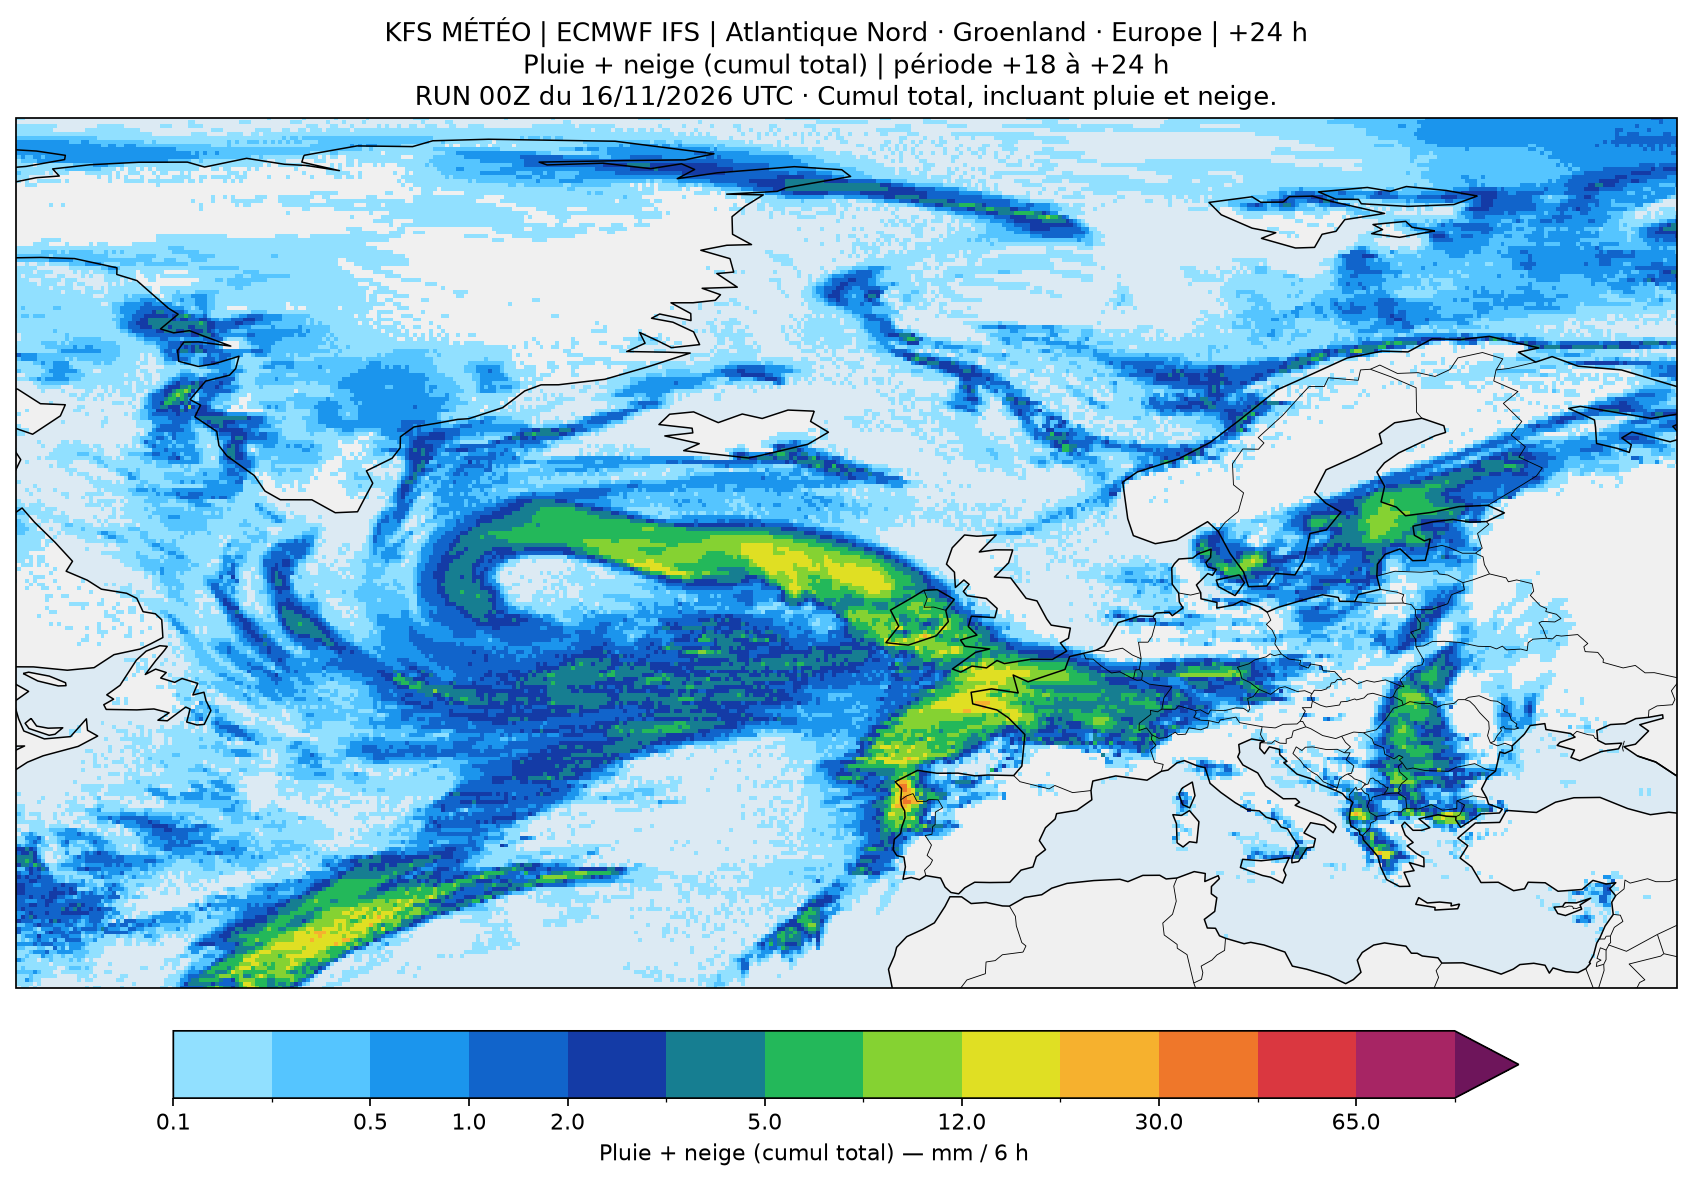 KFS MÉTÉO | ECMWF IFS | Atlantique Nord · Groenland · Europe | +24 h
Pluie + neige (cumul total) | période +18 à +24 h
RUN 00Z du 16/11/2026 UTC · Cumul total, incluant pluie et neige.
0.1 0.5 1.0 2.0 5.0 12.0 30.0 65.0
Pluie + neige (cumul total) — mm / 6 h